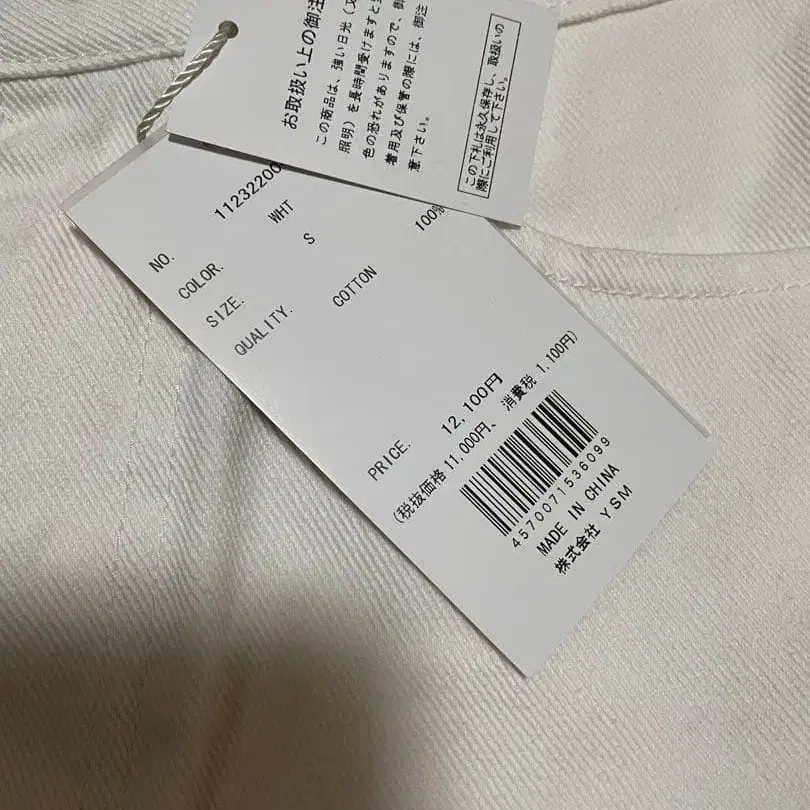 お取扱い上の御注
この商品は、強い日光
照明）を長時間受けますと
色の恐れがありますので、
着用及び保管の際には、御注
意下さい。
この下札は永久保存し、取扱いの
際にご利用して下さい。
NO. 11232200
COLOR. WHT
SIZE. S
QUALITY. COTTON 100%
PRICE. 12,100円
(税抜価格 11,000円、 消費税 1,100円)
4570071536099
MADE IN CHINA
株式会社 YSM